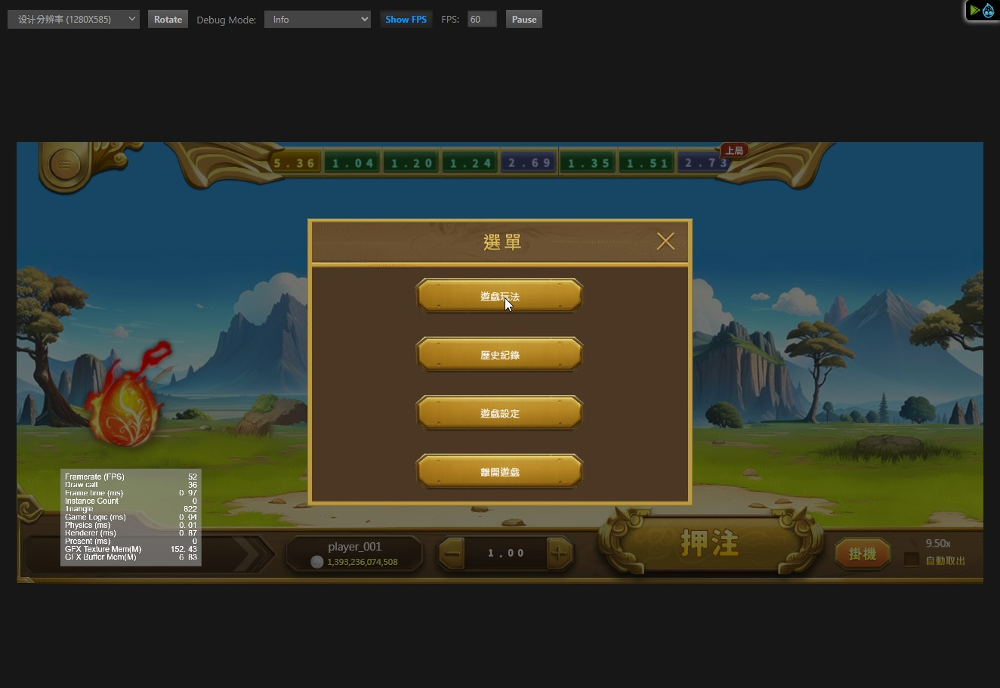 设计分辨率 (1280X585) Rotate Debug Mode: Info Show FPS FPS: 60 Pause
上局
5.36 1.04 1.20 1.24 2.69 1.35 1.51 2.73
選單
遊戲玩法
歷史紀錄
遊戲設定
離開遊戲
Framerate (FPS) 52
Draw call 36
Frame time (ms) 0.97
Instance Count 0
Triangle 822
Game Logic (ms) 0.04
Physics (ms) 0.01
Renderer (ms) 0.87
Present (ms) 0
GFX Texture Mem(M) 152.43
GFX Buffer Mem(M) 6.83
player_001
1,393,236,074,508
1.00
押注
掛機
9.50x
自動取出